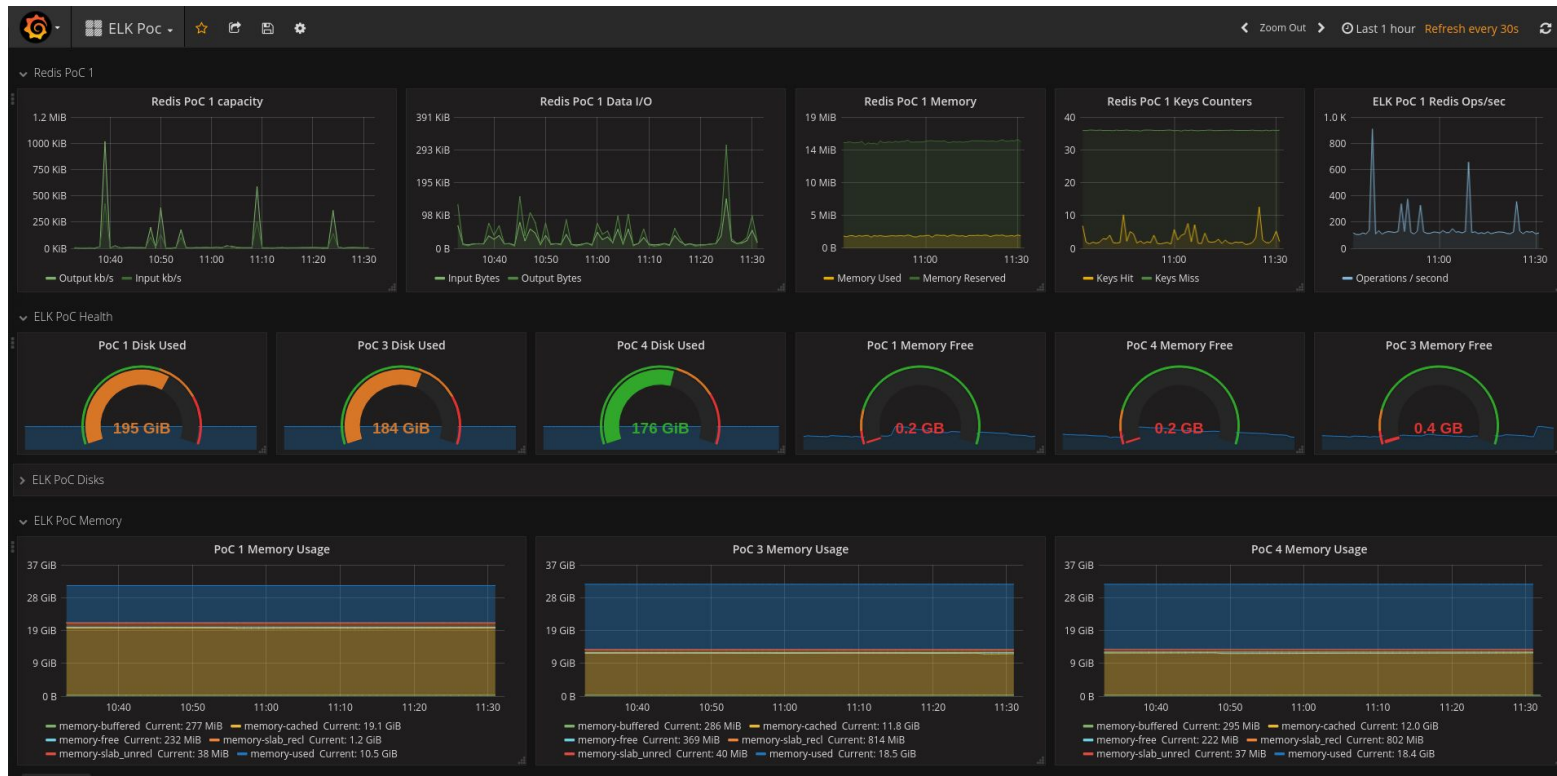 ELK Poc
Zoom Out
Last 1 hour Refresh every 30s
Redis PoC 1
Redis PoC 1 capacity
1.2 MiB
1000 KiB
750 KiB
500 KiB
250 KiB
0 KiB
10:40 10:50 11:00 11:10 11:20 11:30
Output kb/s Input kb/s
Redis PoC 1 Data I/O
391 KiB
293 KiB
195 KiB
98 KiB
0 B
10:40 10:50 11:00 11:10 11:20 11:30
Input Bytes Output Bytes
Redis PoC 1 Memory
19 MiB
14 MiB
10 MiB
5 MiB
0 B
11:00 11:30
Memory Used Memory Reserved
Redis PoC 1 Keys Counters
40
30
20
10
0
11:00 11:30
Keys Hit Keys Miss
ELK PoC 1 Redis Ops/sec
1.0 K
800
600
400
200
0
11:00 11:30
Operations / second
ELK PoC Health
PoC 1 Disk Used
195 GiB
PoC 3 Disk Used
184 GiB
PoC 4 Disk Used
176 GiB
PoC 1 Memory Free
0.2 GB
PoC 4 Memory Free
0.2 GB
PoC 3 Memory Free
0.4 GB
ELK PoC Disks
ELK PoC Memory
PoC 1 Memory Usage
37 GiB
28 GiB
19 GiB
9 GiB
0 B
10:40 10:50 11:00 11:10 11:20 11:30
memory-buffered Current: 277 MiB memory-cached Current: 19.1 GiB
memory-free Current: 232 MiB memory-slab_recl Current: 1.2 GiB
memory-slab_unrecl Current: 38 MiB memory-used Current: 10.5 GiB
PoC 3 Memory Usage
37 GiB
28 GiB
19 GiB
9 GiB
0 B
10:40 10:50 11:00 11:10 11:20 11:30
memory-buffered Current: 286 MiB memory-cached Current: 11.8 GiB
memory-free Current: 369 MiB memory-slab_recl Current: 814 MiB
memory-slab_unrecl Current: 40 MiB memory-used Current: 18.5 GiB
PoC 4 Memory Usage
37 GiB
28 GiB
19 GiB
9 GiB
0 B
10:40 10:50 11:00 11:10 11:20 11:30
memory-buffered Current: 295 MiB memory-cached Current: 12.0 GiB
memory-free Current: 222 MiB memory-slab_recl Current: 802 MiB
memory-slab_unrecl Current: 37 MiB memory-used Current: 18.4 GiB